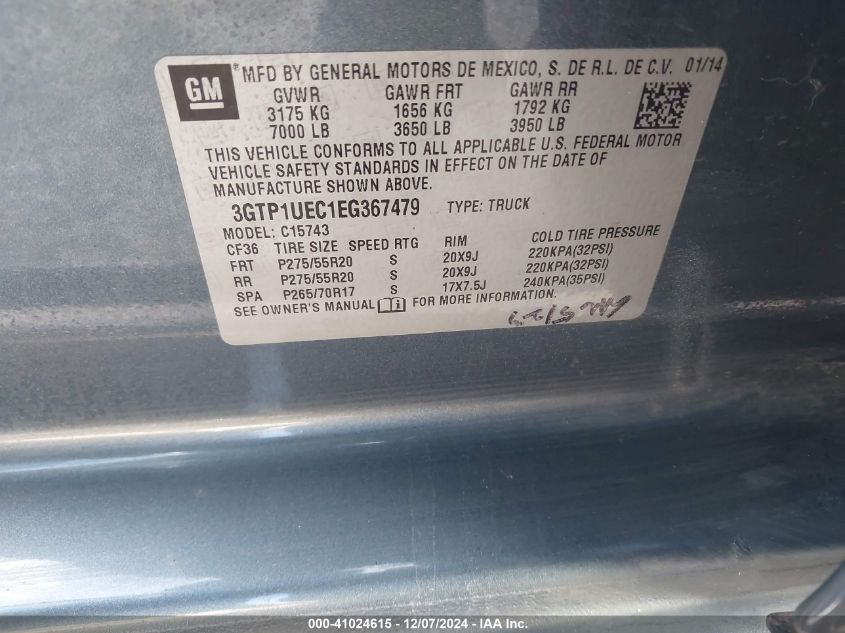 GM
*MFD BY GENERAL MOTORS DE MEXICO, S. DE R.L. DE C.V. 01/14
GVWR GAWR FRT GAWR RR
3175 KG 1656 KG 1792 KG
7000 LB 3650 LB 3950 LB
THIS VEHICLE CONFORMS TO ALL APPLICABLE U.S. FEDERAL MOTOR
VEHICLE SAFETY STANDARDS IN EFFECT ON THE DATE OF
MANUFACTURE SHOWN ABOVE.
3GTP1UEC1EG367479 TYPE: TRUCK
MODEL: C15743
CF36 TIRE SIZE SPEED RTG RIM COLD TIRE PRESSURE
FRT P275/55R20 S 20X9J 220KPA(32PSI)
RR P275/55R20 S 20X9J 220KPA(32PSI)
SPA P265/70R17 S 17X7.5J 240KPA(35PSI)
SEE OWNER'S MANUAL FOR MORE INFORMATION.
000-41024615 - 12/07/2024 - IAA Inc.